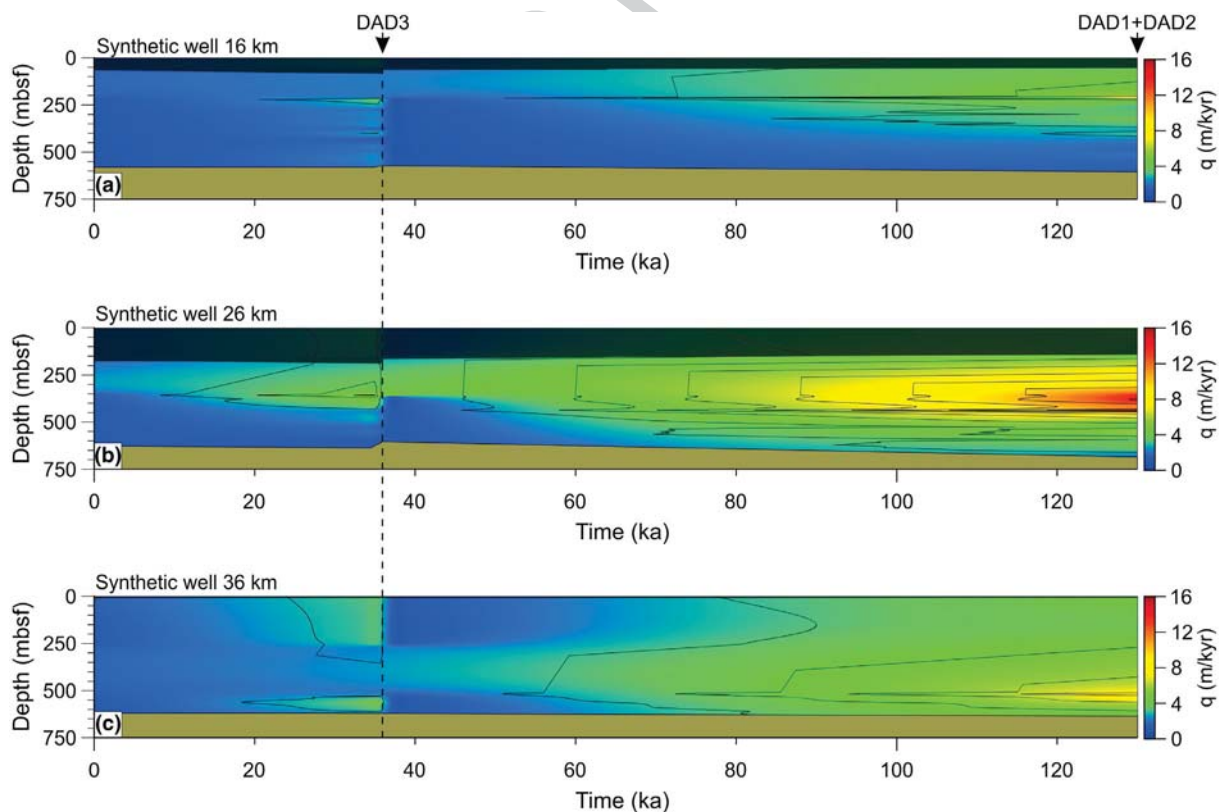 DAD3
DAD1+DAD2
Synthetic well 16 km
0
250
500
750
Depth (mbsf)
(a)
0
20
40
60
80
100
120
Time (ka)
16
12
8
4
0
q (m/kyr)
Synthetic well 26 km
0
250
500
750
Depth (mbsf)
(b)
0
20
40
60
80
100
120
Time (ka)
16
12
8
4
0
q (m/kyr)
Synthetic well 36 km
0
250
500
750
Depth (mbsf)
(c)
0
20
40
60
80
100
120
Time (ka)
16
12
8
4
0
q (m/kyr)